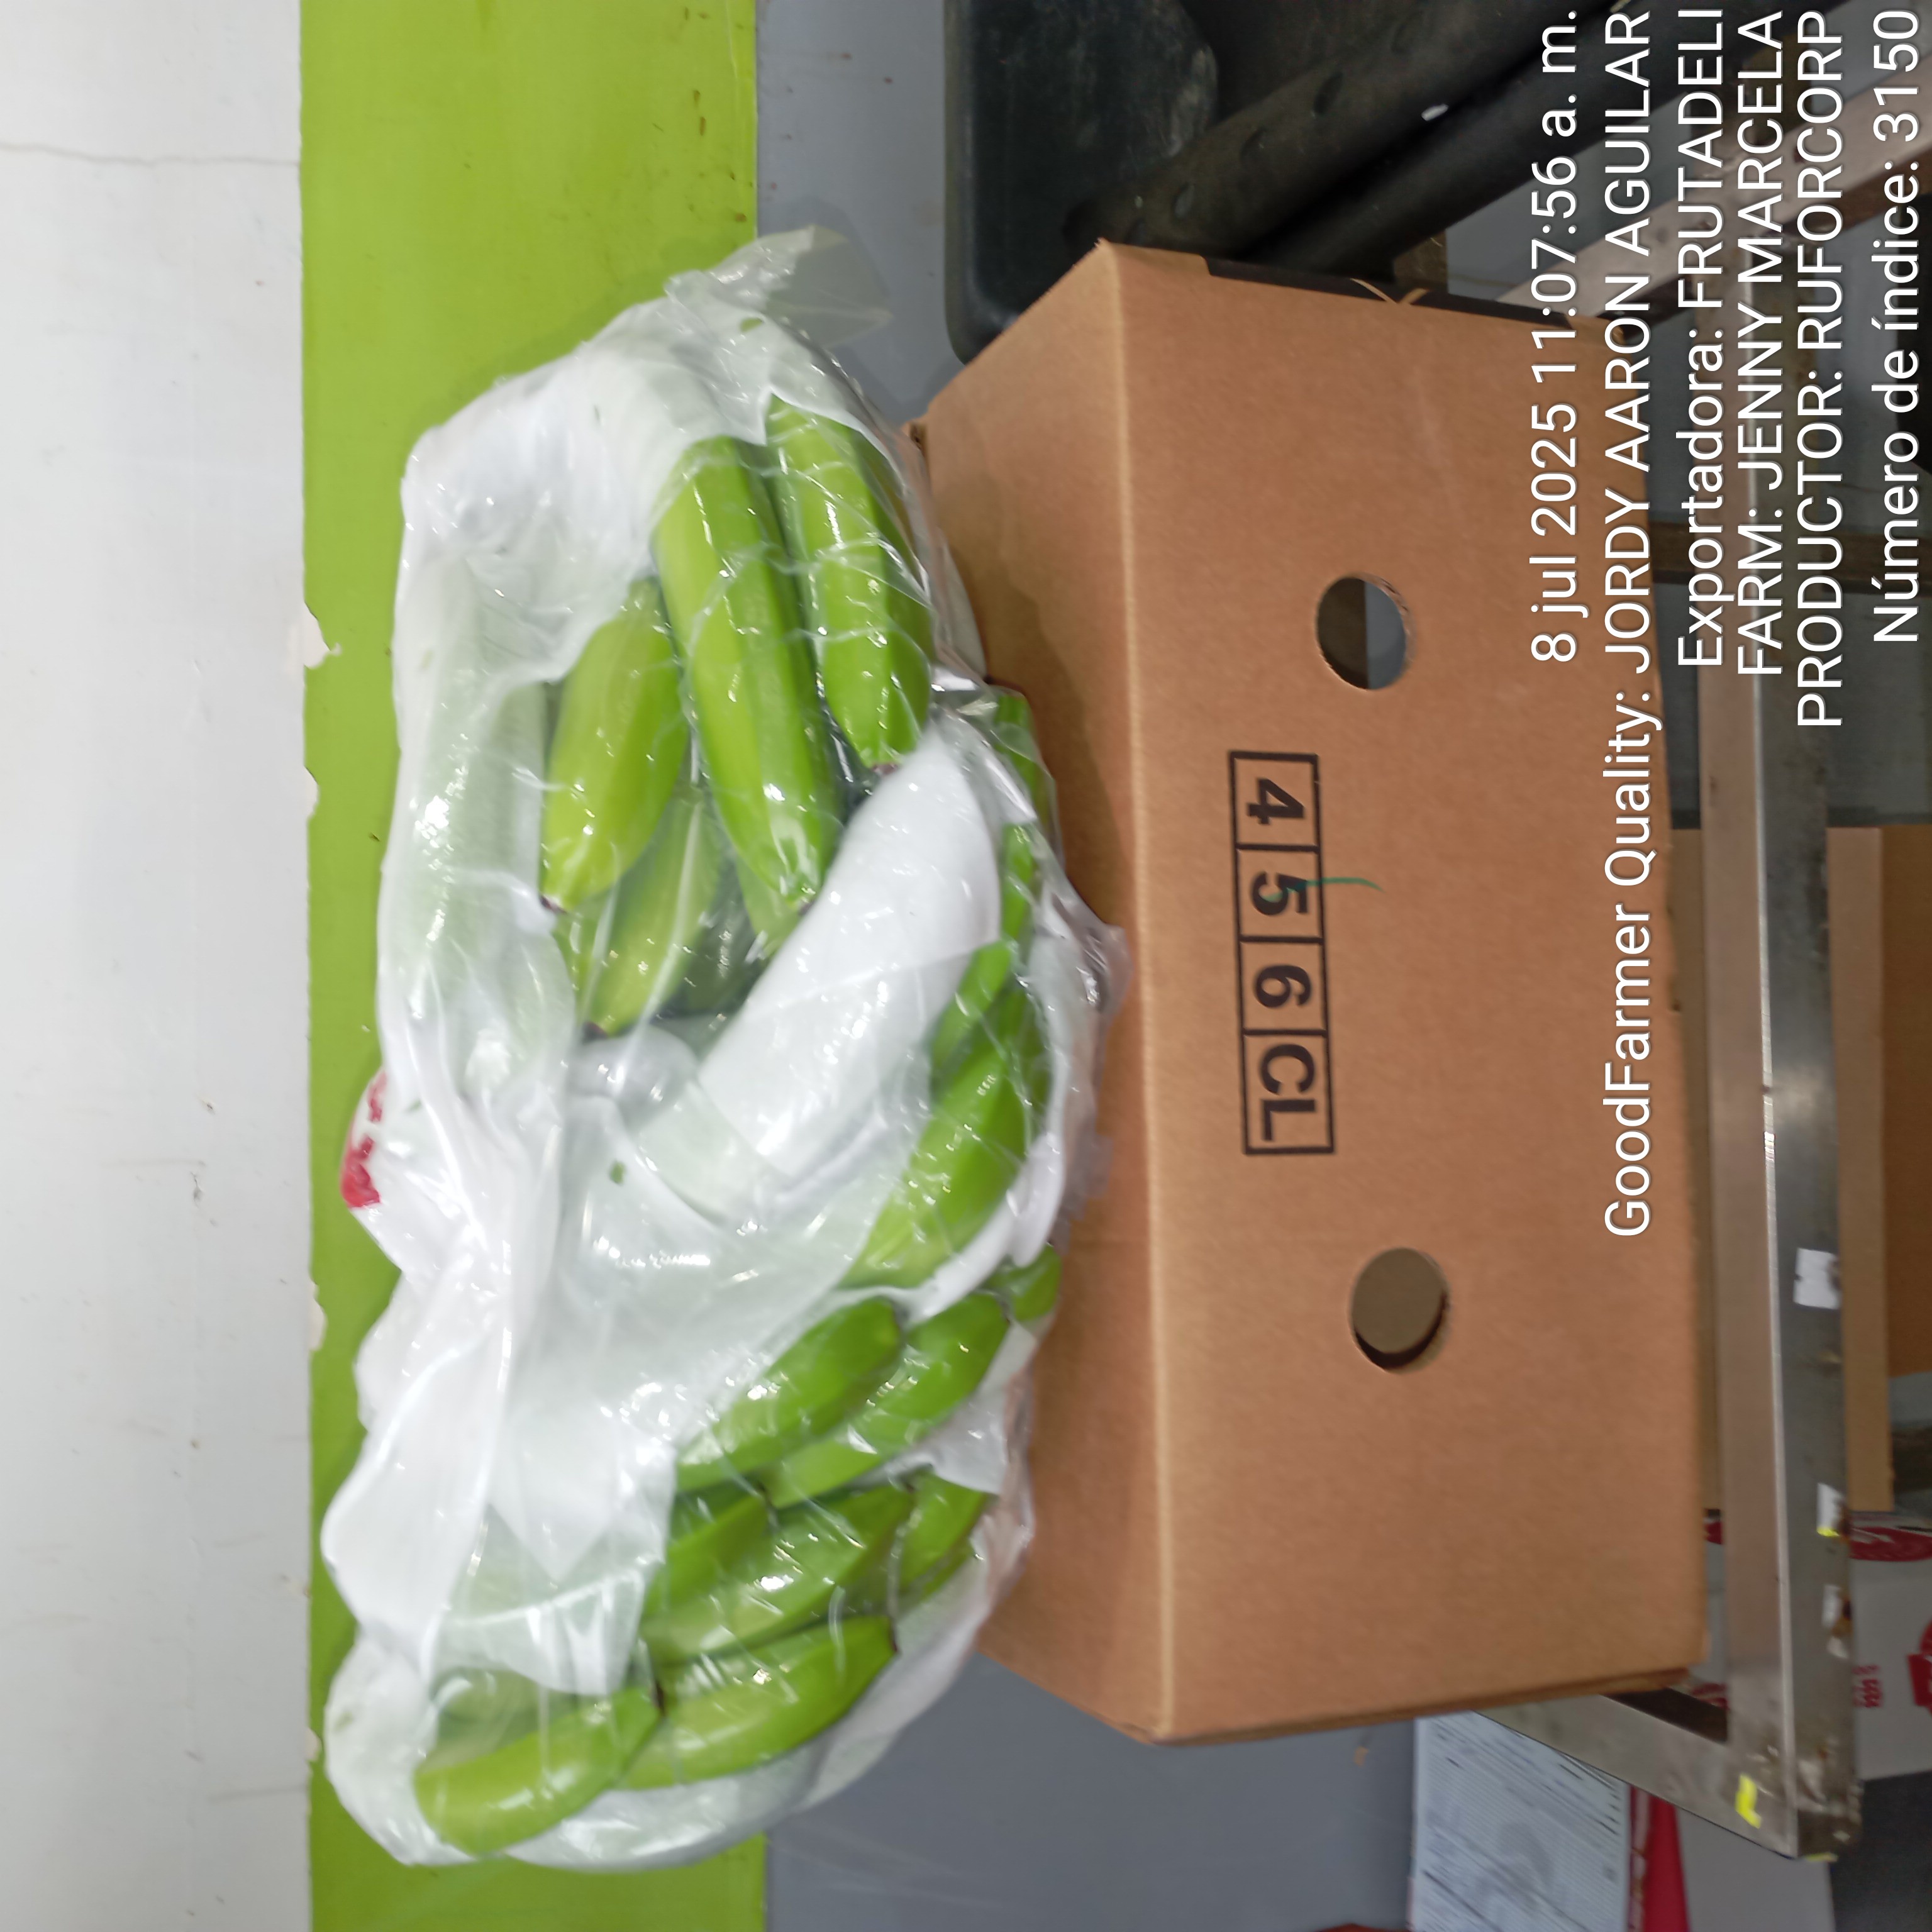 4 5 6 CL
8 jul 2025 11:07:56 a. m.
GoodFarmer Quality: JORDY AARON AGUILAR
Exportadora: FRUTADELI
FARM: JENNY MARCELA
PRODUCTOR: RUFORCORP
Número de índice: 3150